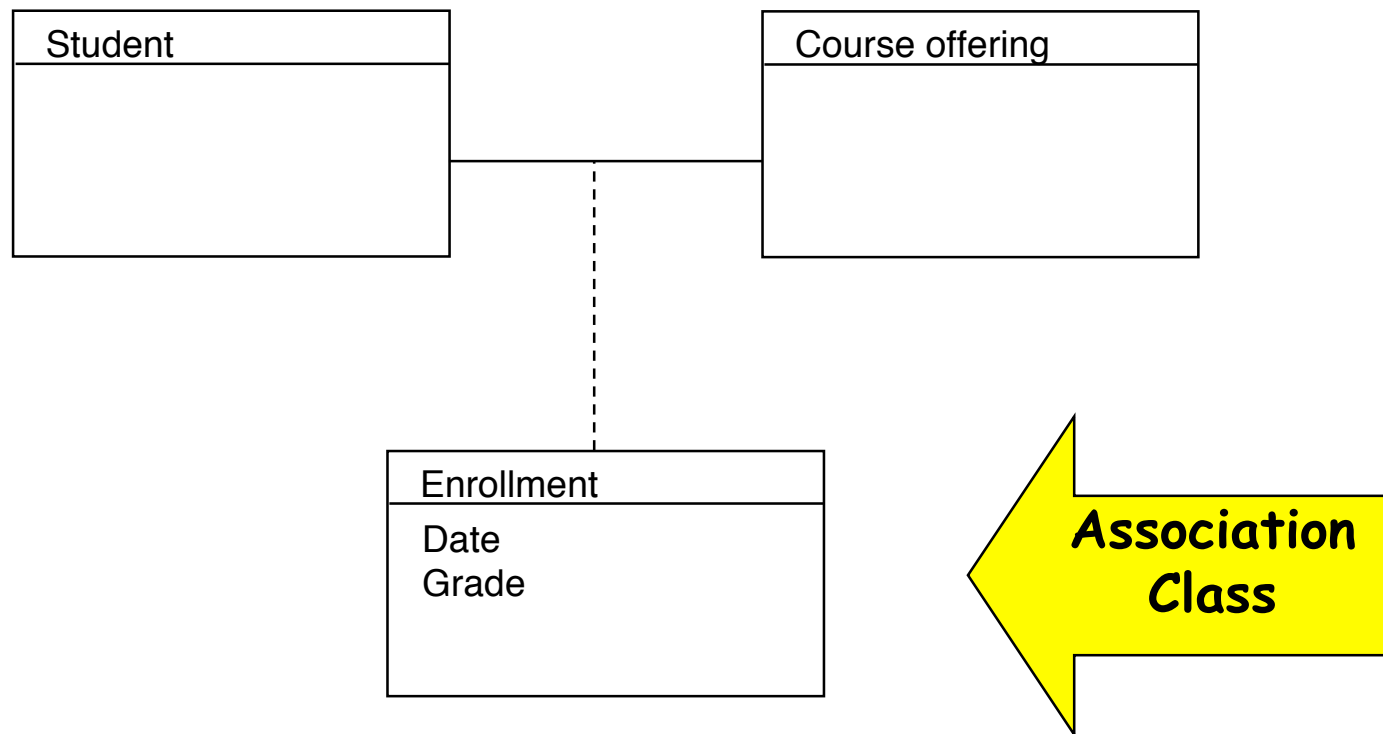 Student
Course offering
Enrollment
Date
Grade
Association
Class